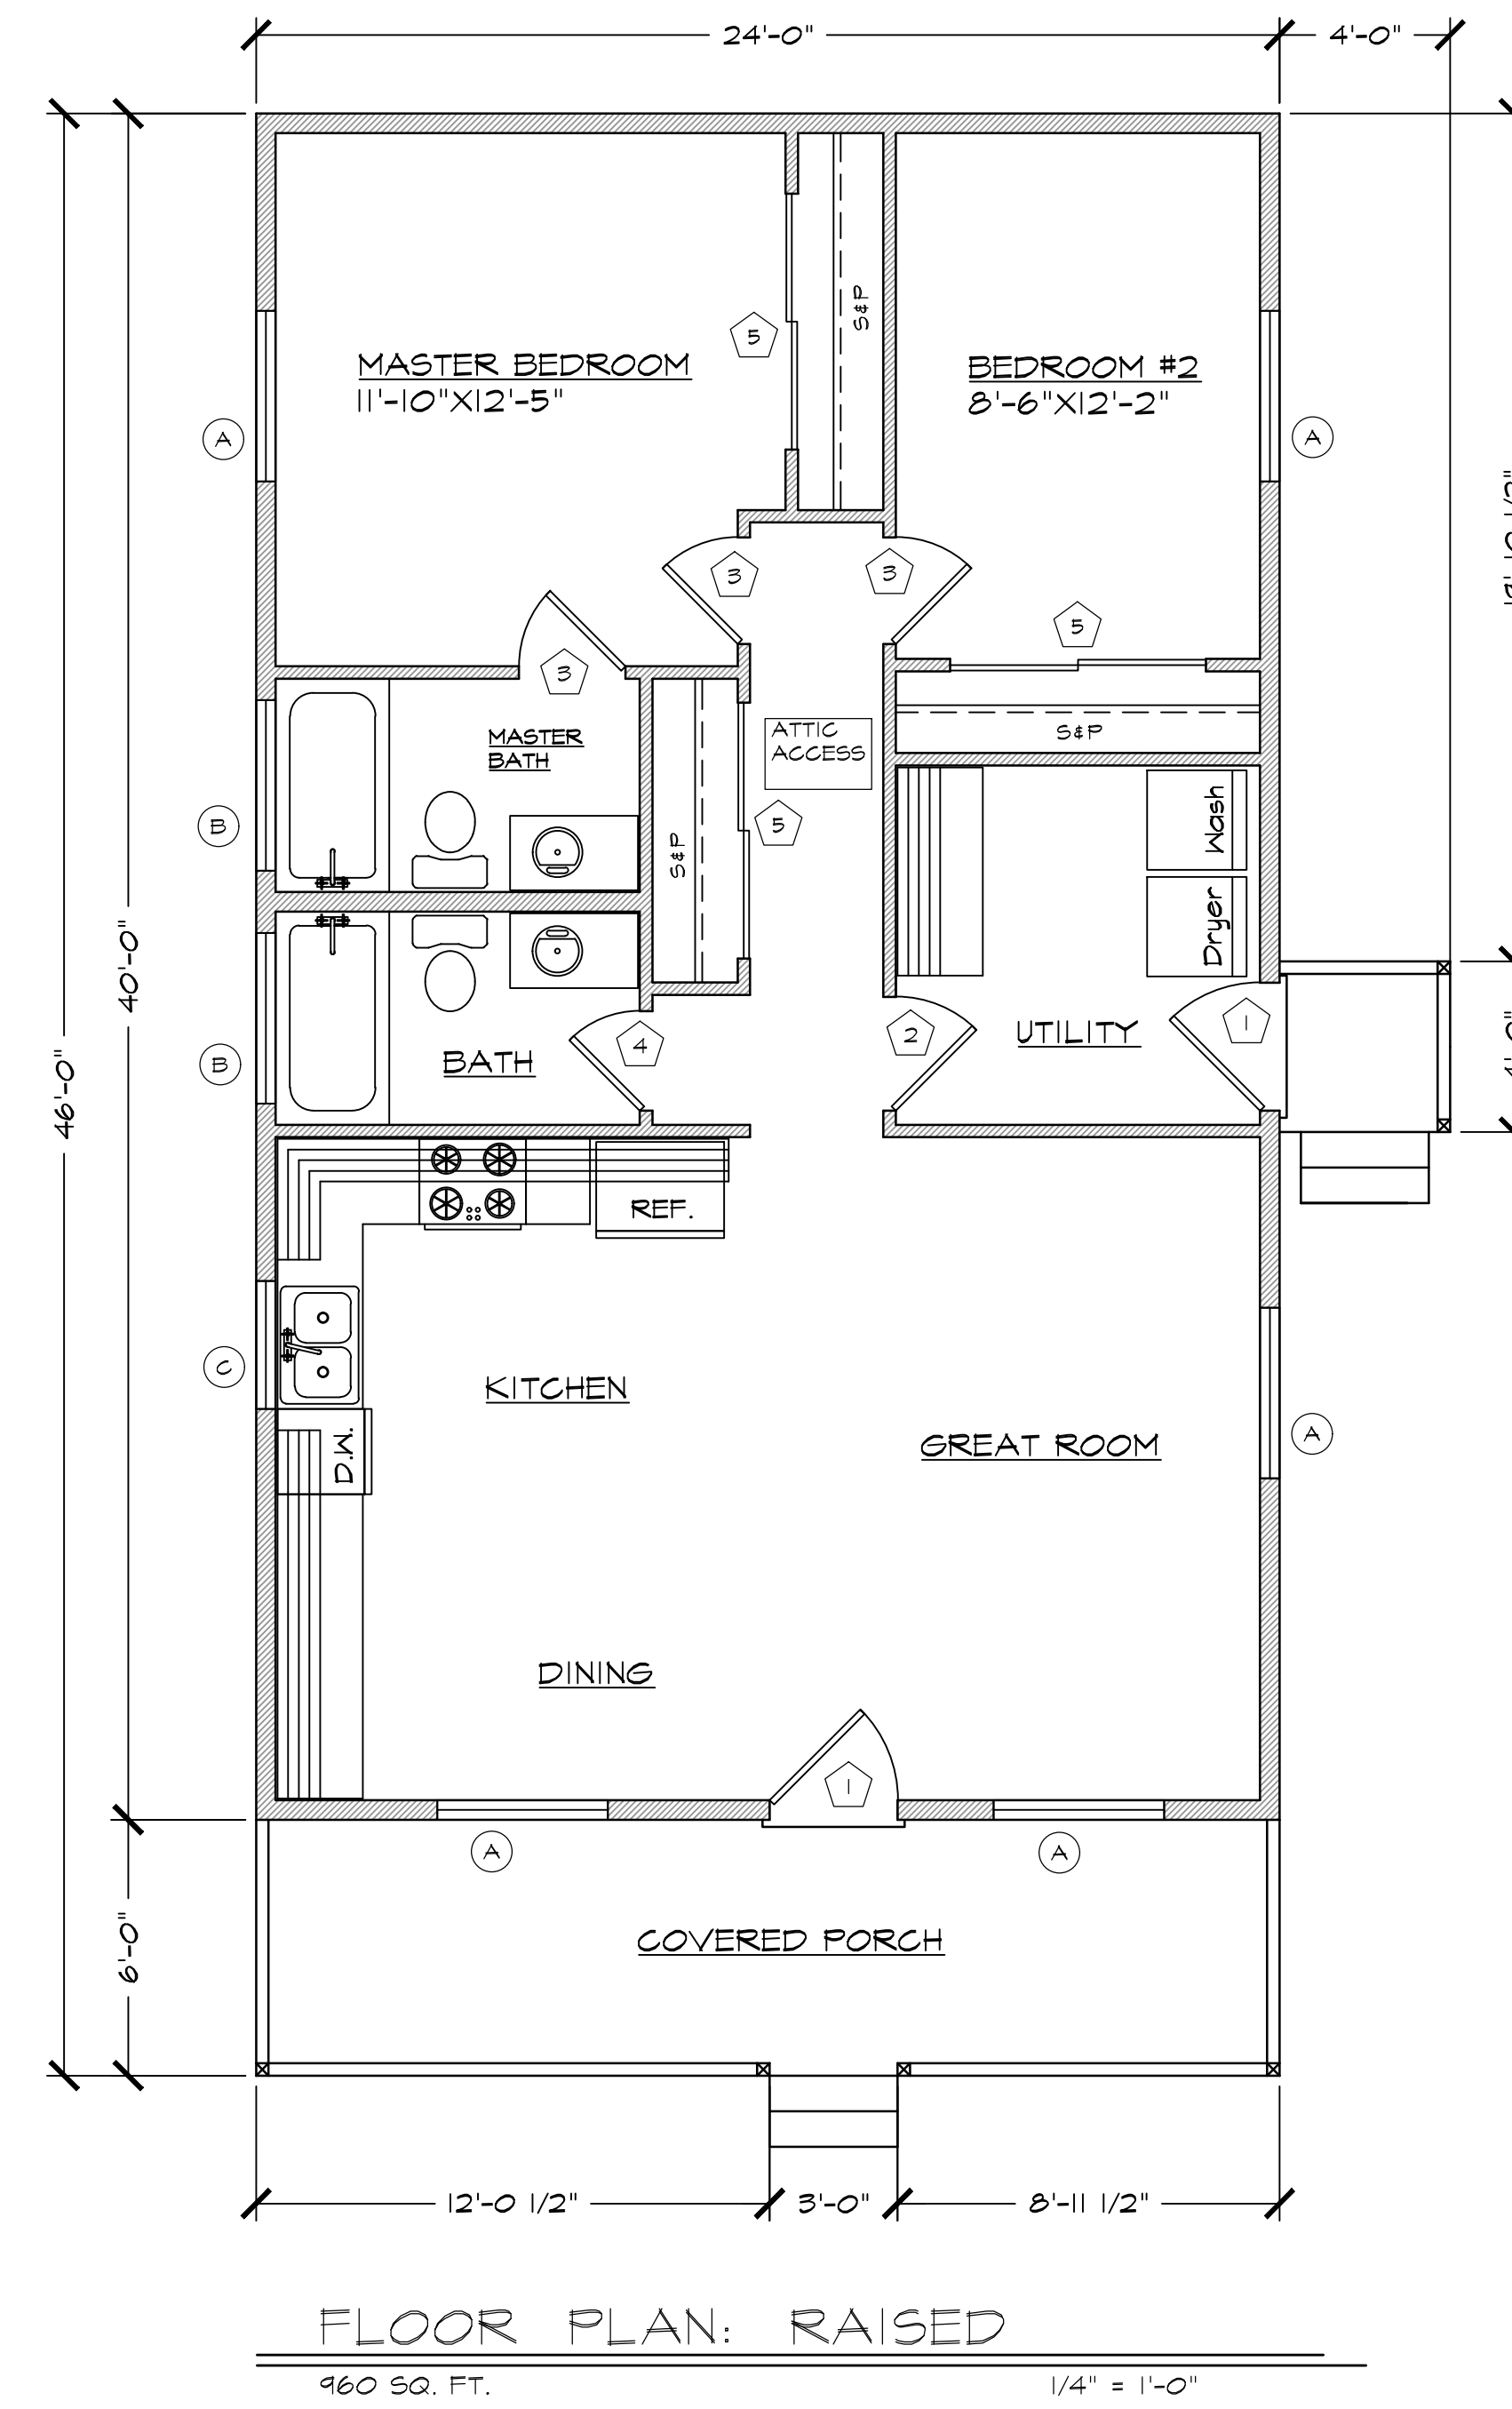 24'-0"
4'-0"
MASTER BEDROOM
11'-10"X12'-5"
5
S&P
BEDROOM #2
8'-6"X12'-2"
A
A
3
3
3
5
S&P
MASTER
BATH
ATTIC
ACCESS
B
5
S&P
Wash
Dryer
40'-0"
46'-0"
B
BATH
4
2
UTILITY
1
4'-0"
REF.
C
KITCHEN
D.W.
GREAT ROOM
A
DINING
1
A
A
COVERED PORCH
6'-0"
12'-0 1/2"
3'-0"
8'-11 1/2"
FLOOR PLAN: RAISED
960 SQ. FT.
1/4" = 1'-0"